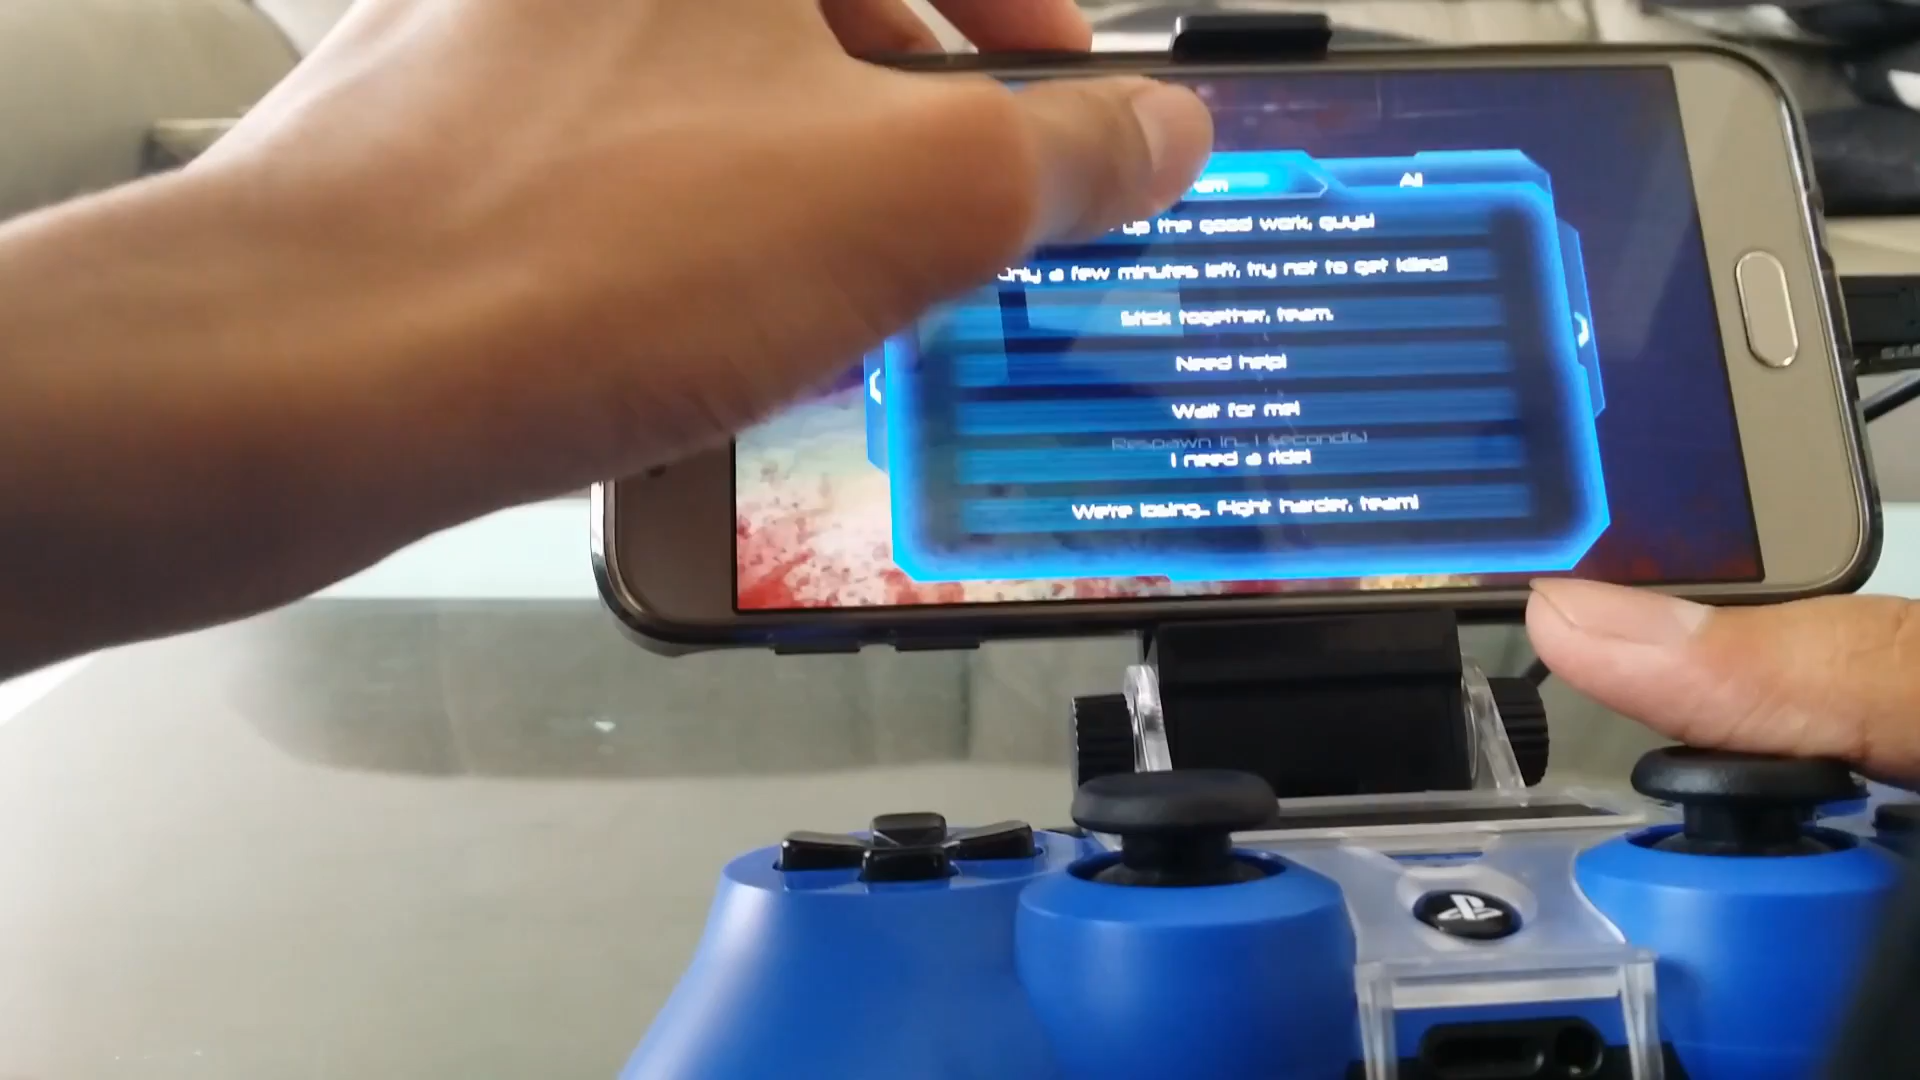 All
up the good work, guys!
Only a few minutes left, try not to get killed!
Stick together, team.
Need help!
Wait for me!
Respawn in... 1 second(s)
I need a ride!
We're losing... Fight harder, team!